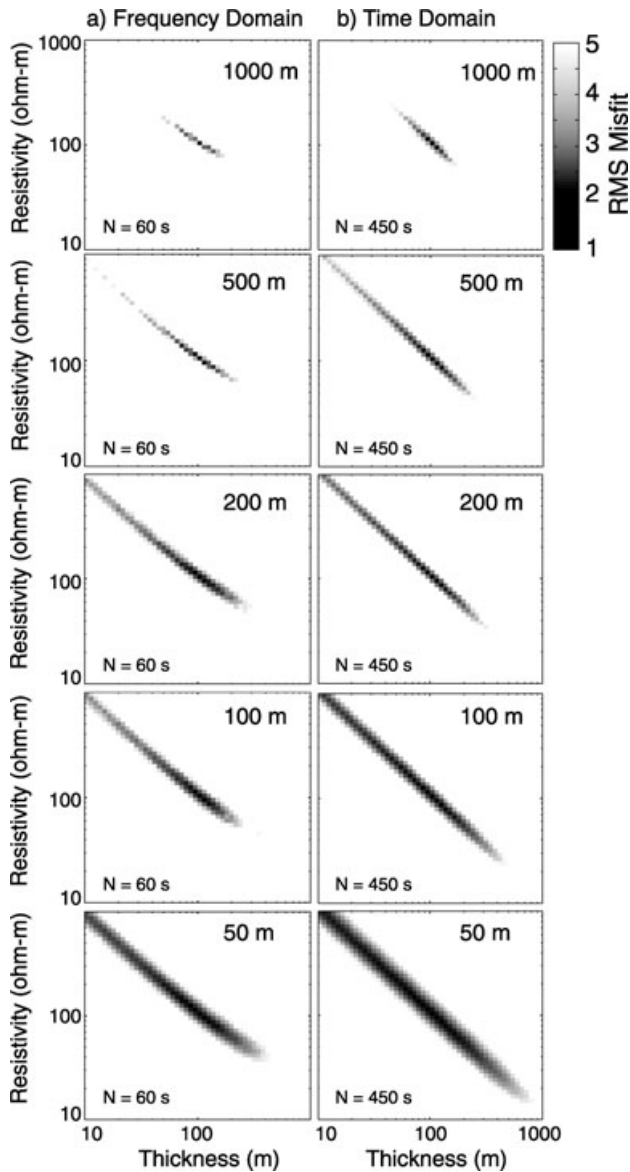 a) Frequency Domain
b) Time Domain
Resistivity (ohm-m)
1000
100
10
1000 m
N = 60 s
1000 m
N = 450 s
5
4
3
2
1
RMS Misfit
Resistivity (ohm-m)
100
10
500 m
N = 60 s
500 m
N = 450 s
Resistivity (ohm-m)
100
10
200 m
N = 60 s
200 m
N = 450 s
Resistivity (ohm-m)
100
10
100 m
N = 60 s
100 m
N = 450 s
Resistivity (ohm-m)
100
10
50 m
N = 60 s
50 m
N = 450 s
10 100 10 100 1000
Thickness (m) Thickness (m)